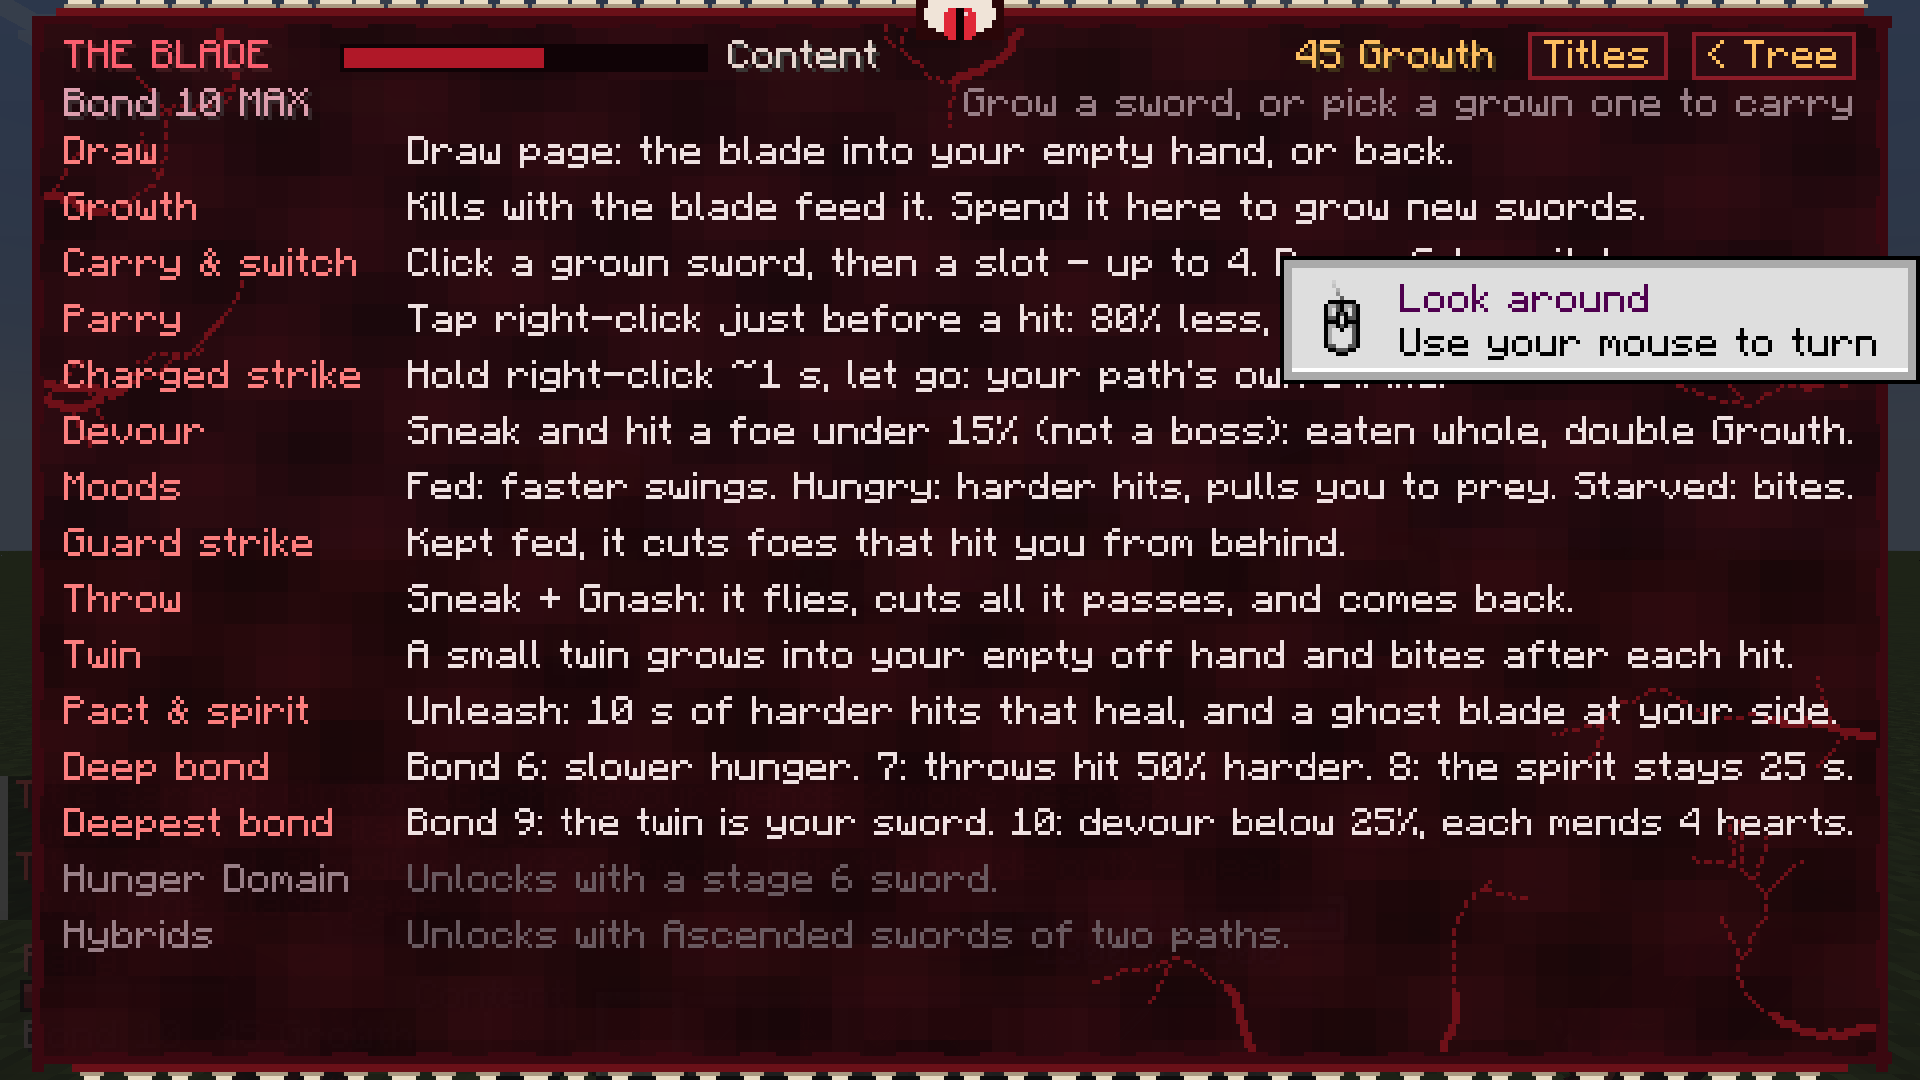 THE BLADE Content 45 Growth Titles < Tree
Bond 10 MAX Grow a sword, or pick a grown one to carry
Draw Draw page: the blade into your empty hand, or back.
Growth Kills with the blade feed it. Spend it here to grow new swords.
Carry & switch Click a grown sword, then a slot – up to 4.
Look around
Parry Tap right-click just before a hit: 80% less,
Use your mouse to turn
Charged strike Hold right-click ~1 s, let go: your path's
Devour Sneak and hit a foe under 15% (not a boss): eaten whole, double Growth.
Moods Fed: faster swings. Hungry: harder hits, pulls you to prey. Starved: bites.
Guard strike Kept fed, it cuts foes that hit you from behind.
Throw Sneak + Gnash: it flies, cuts all it passes, and comes back.
Twin A small twin grows into your empty off hand and bites after each hit.
Pact & spirit Unleash: 10 s of harder hits that heal, and a ghost blade at your side.
Deep bond Bond 6: slower hunger. 7: throws hit 50% harder. 8: the spirit stays 25 s.
Deepest bond Bond 9: the twin is your sword. 10: devour below 25%, each mends 4 hearts.
Hunger Domain Unlocks with a stage 6 sword.
Hybrids Unlocks with Ascended swords of two paths.